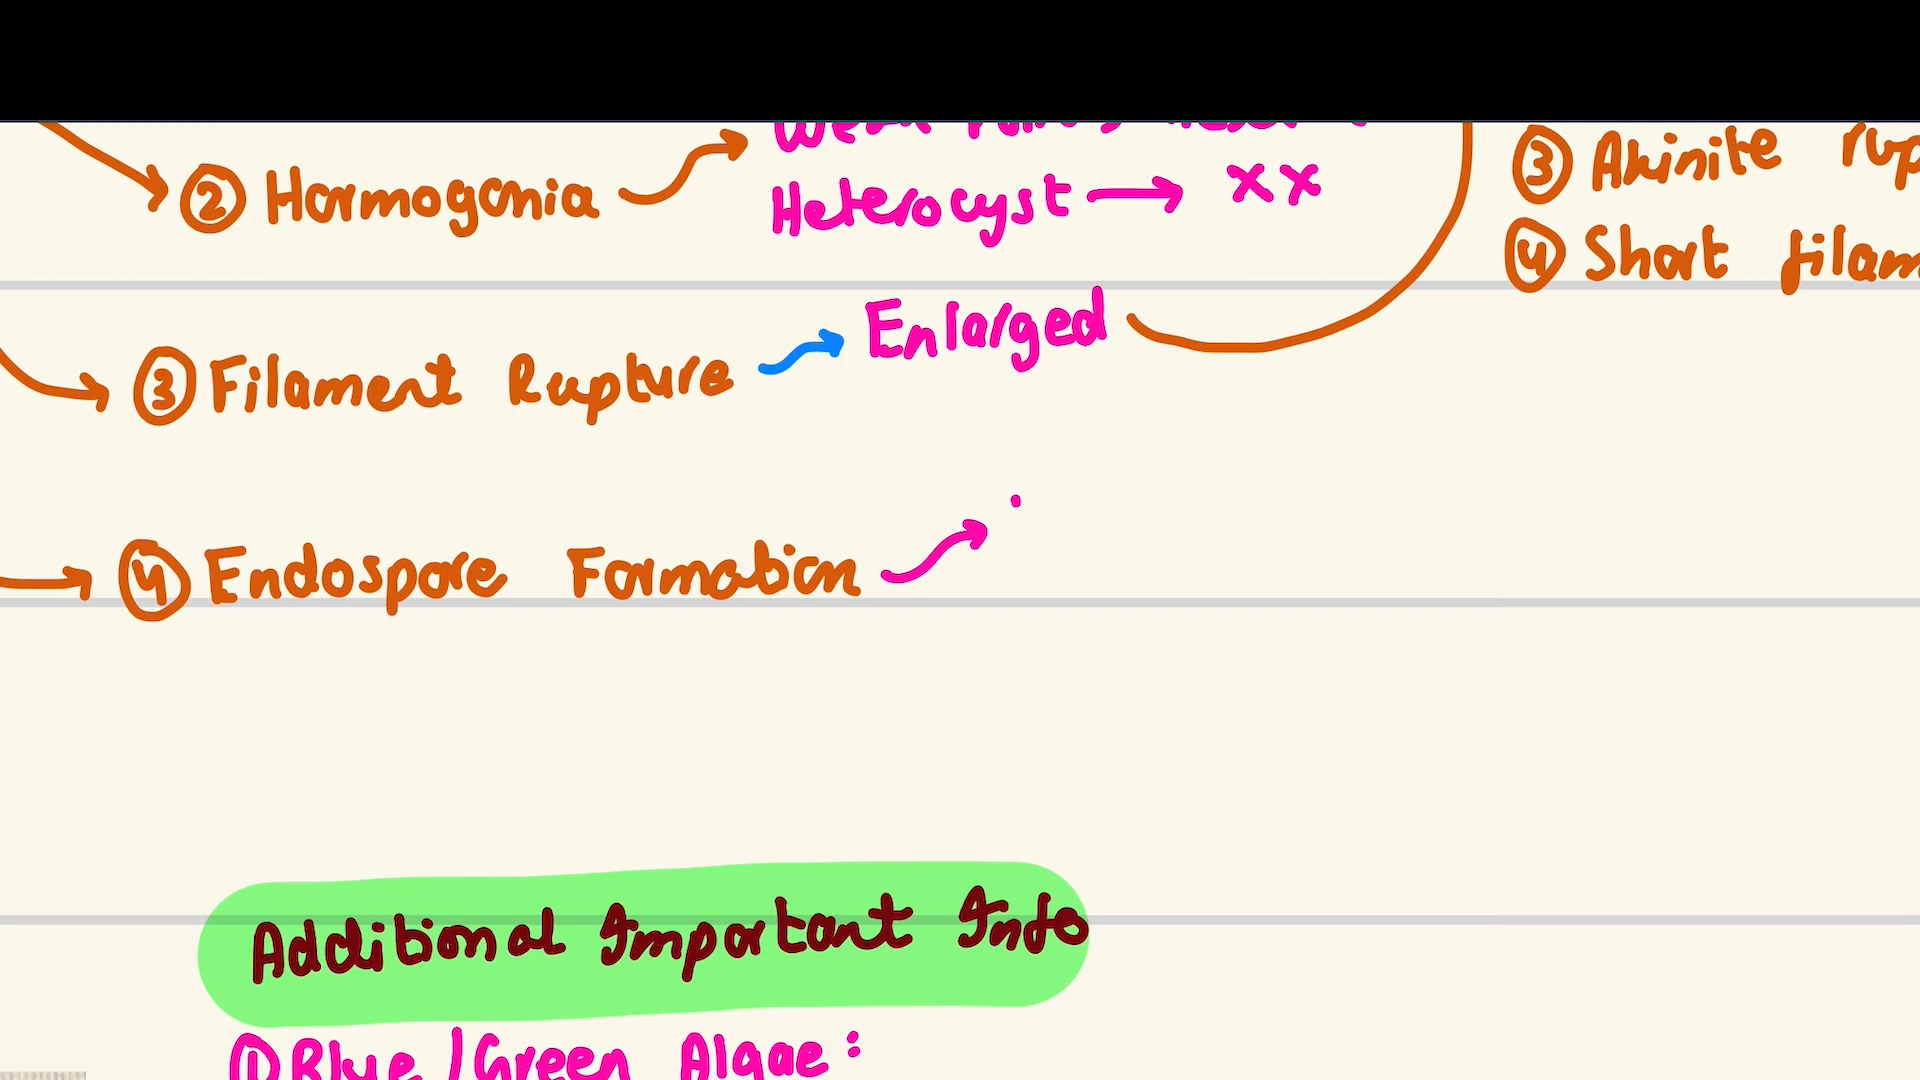 ② Hormogonia
Heterocyst → xx
③ Akinite
④ Short
Enlarged
③ Filament Rupture
④ Endospore Formation
Additional Important Info
① Blue/Green Algae: